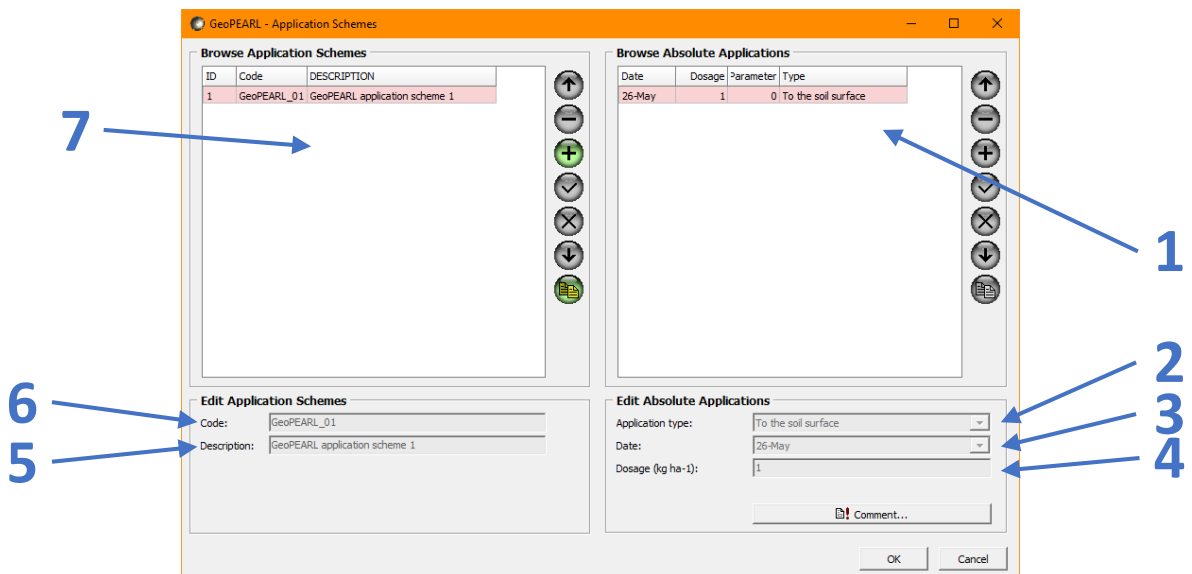 GeoPEARL - Application Schemes
Browse Application Schemes
ID Code DESCRIPTION
1 GeoPEARL_01 GeoPEARL application scheme 1
Browse Absolute Applications
Date Dosage Parameter Type
26-May 1 0 To the soil surface
7
1
Edit Application Schemes
Code: GeoPEARL_01
Description: GeoPEARL application scheme 1
6
5
Edit Absolute Applications
Application type: To the soil surface
Date: 26-May
Dosage (kg ha-1): 1
Comment...
2
3
4
OK Cancel